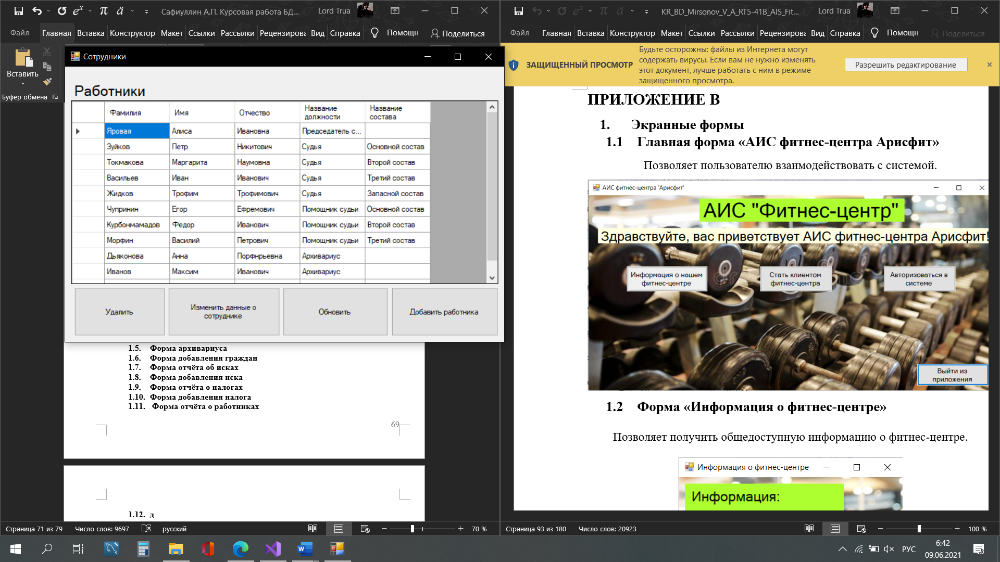 Сафиуллин А.П. Курсовая работа БД...
Lord Trua
Файл
Главная
Вставка
Конструктор
Макет
Ссылки
Рассылки
Рецензирова
Вид
Справка
Помощн
Поделиться
Вставить
Буфер обмена
Сотрудники
Работники
Фамилия Имя Отчество Название должности Название состава
Яровая Алиса Ивановна Председатель с...
Зуйков Петр Никитович Судья Основной состав
Токмакова Маргарита Наумовна Судья Второй состав
Васильев Иван Иванович Судья Третий состав
Жидков Трофим Трофимович Судья Запасной состав
Чупринин Егор Ефремович Помощник судьи Основной состав
Курбонмамадов Федор Иванович Помощник судьи Второй состав
Морфин Василий Петрович Помощник судьи Третий состав
Дьяконова Анна Порфнрьевна Архивариус
Иванов Максим Иванович Архивариус
Удалить
Изменить данные о
сотруднике
Обновить
Добавить работника
1.5. Форма архивариуса
1.6. Форма добавления граждан
1.7. Форма отчёта об исках
1.8. Форма добавления иска
1.9. Форма отчёта о налогах
1.10. Форма добавления налога
1.11. Форма отчёта о работниках
69
1.12. д
Страница 71 из 79
Число слов: 9697
русский
70 %
KR_BD_Mirsonov_V_A_RT5-41B_AIS_Fit...
Lord Trua
Файл
Главная
Вставка
Конструктор
Макет
Ссылки
Рассылки
Рецензирова
Вид
Справка
Помощн
Поделиться
ЗАЩИЩЕННЫЙ ПРОСМОТР
Будьте осторожны: файлы из Интернета могут
содержать вирусы. Если вам не нужно изменять
этот документ, лучше работать с ним в режиме
защищенного просмотра.
Разрешить редактирование
ПРИЛОЖЕНИЕ В
1. Экранные формы
1.1 Главная форма «АИС фитнес-центра Арисфит»
Позволяет пользователю взаимодействовать с системой.
АИС фитнес-центра 'Арисфит'
АИС "Фитнес-центр"
Здравствуйте, вас приветствует АИС фитнес-центра Арисфит!
Информация о нашем
фитнес-центре
Стать клиентом
фитнес-центра
Авторизоваться в
системе
Выйти из
приложения
1.2 Форма «Информация о фитнес-центре»
Позволяет получить общедоступную информацию о фитнес-центре.
Информация о фитнес-центре
Информация:
Страница 93 из 180
Число слов: 20923
100 %
РУС
6:42
09.06.2021